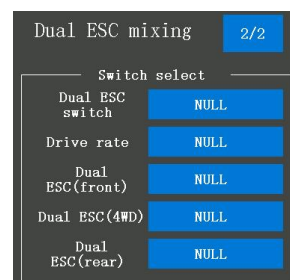 Dual ESC mixing 2/2
Switch select
Dual ESC
switch NULL
Drive rate NULL
Dual
ESC(front) NULL
Dual ESC(4WD) NULL
Dual
ESC(rear) NULL